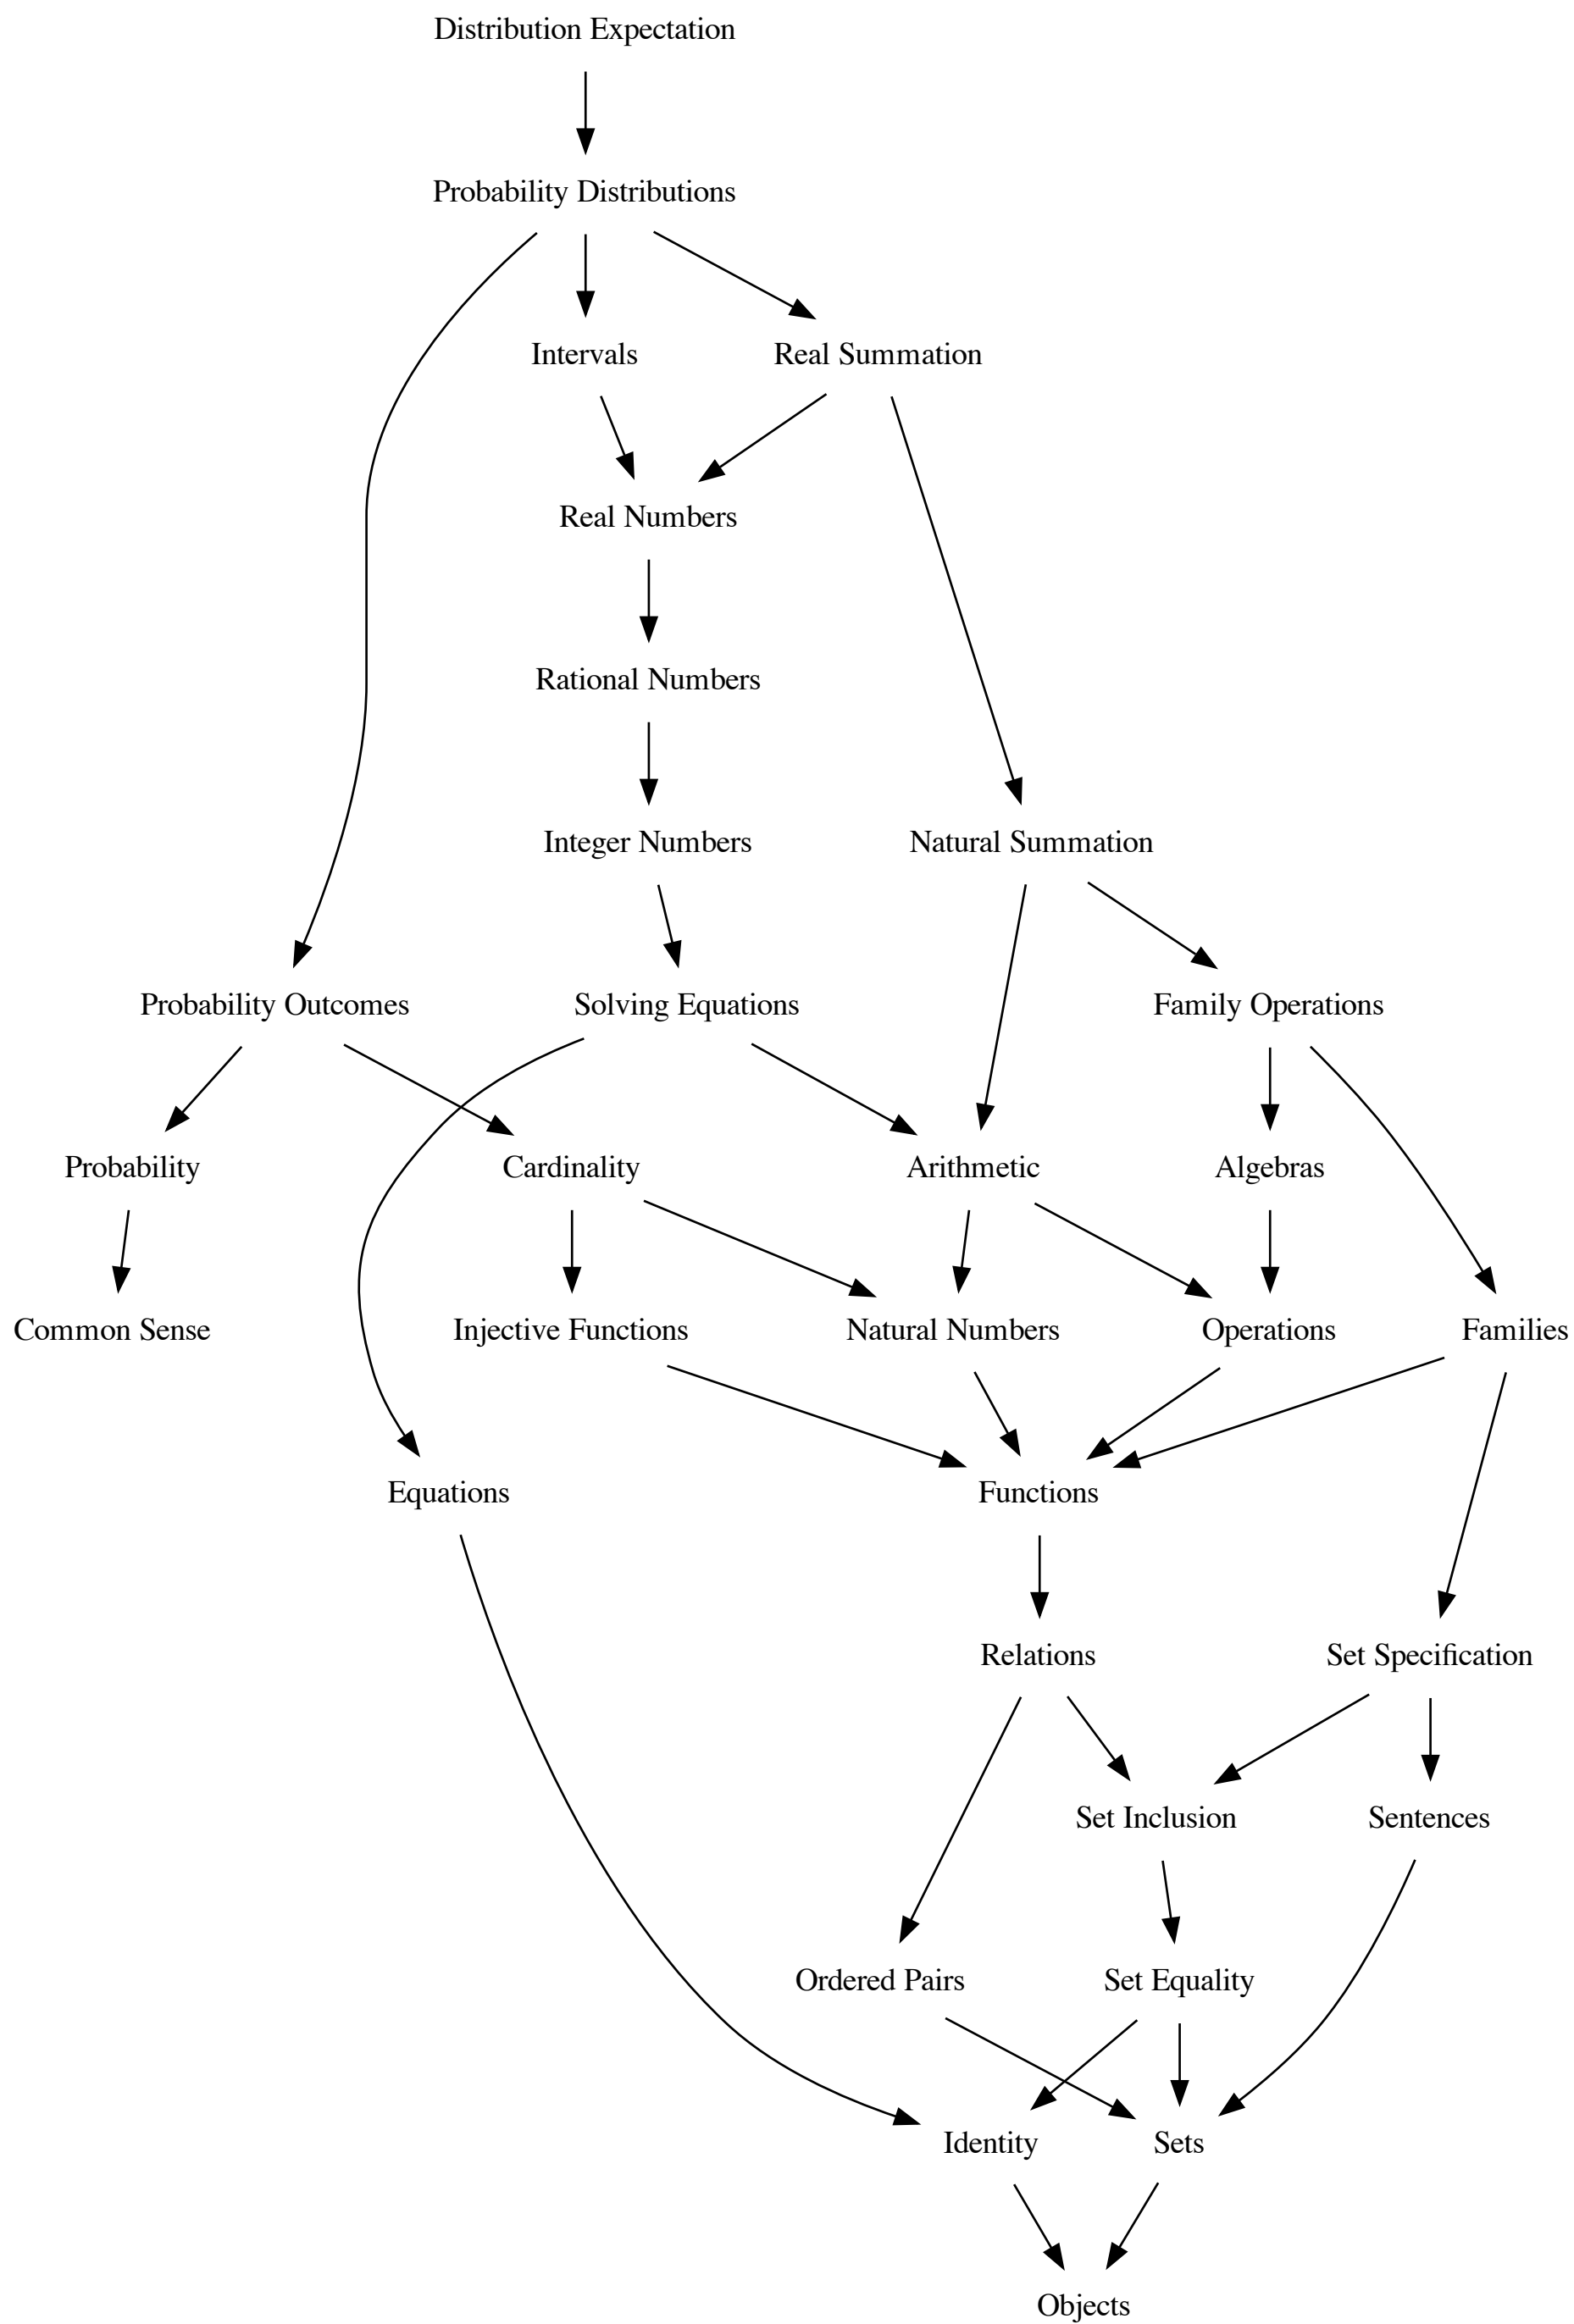 Distribution Expectation
Probability Distributions
Intervals
Real Summation
Real Numbers
Rational Numbers
Integer Numbers
Natural Summation
Probability Outcomes
Solving Equations
Family Operations
Probability
Cardinality
Arithmetic
Algebras
Common Sense
Injective Functions
Natural Numbers
Operations
Families
Equations
Functions
Relations
Set Specification
Set Inclusion
Sentences
Ordered Pairs
Set Equality
Identity
Sets
Objects